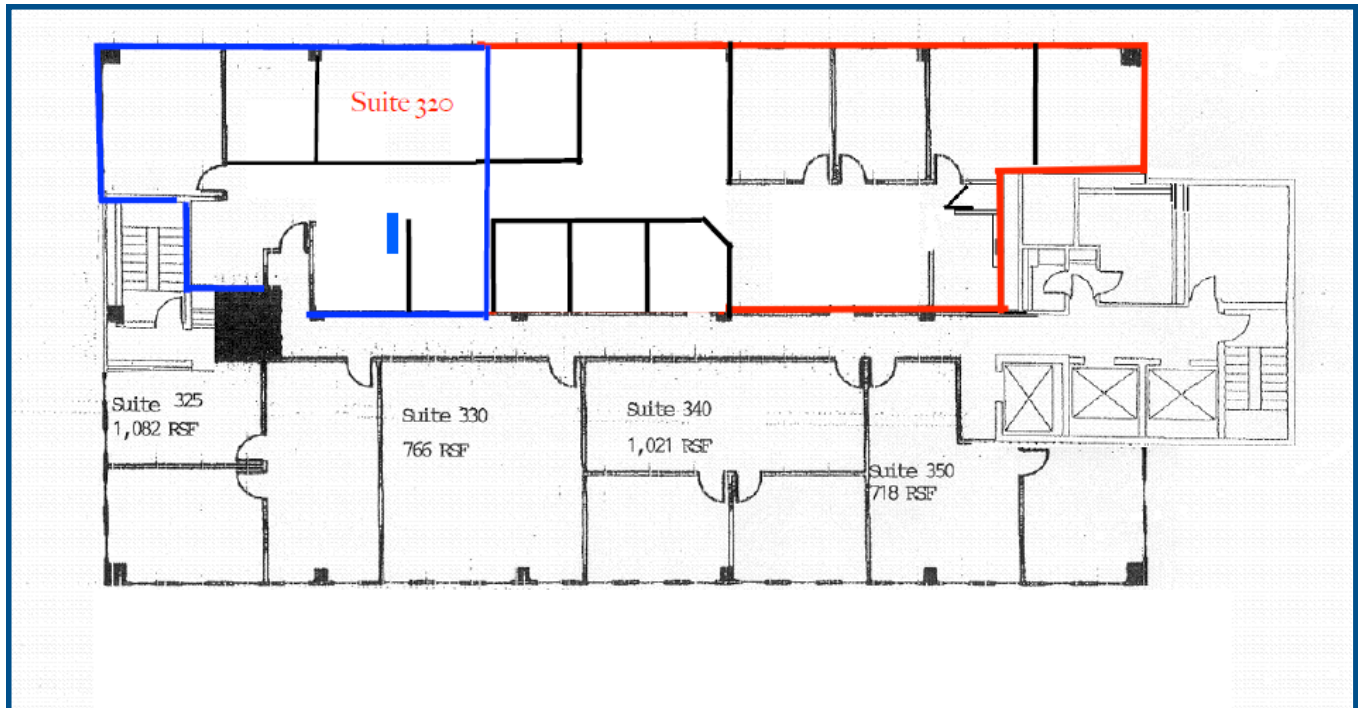 Suite 320
Suite 325
1,082 RSF
Suite 330
766 RSF
Suite 340
1,021 RSF
Suite 350
718 RSF